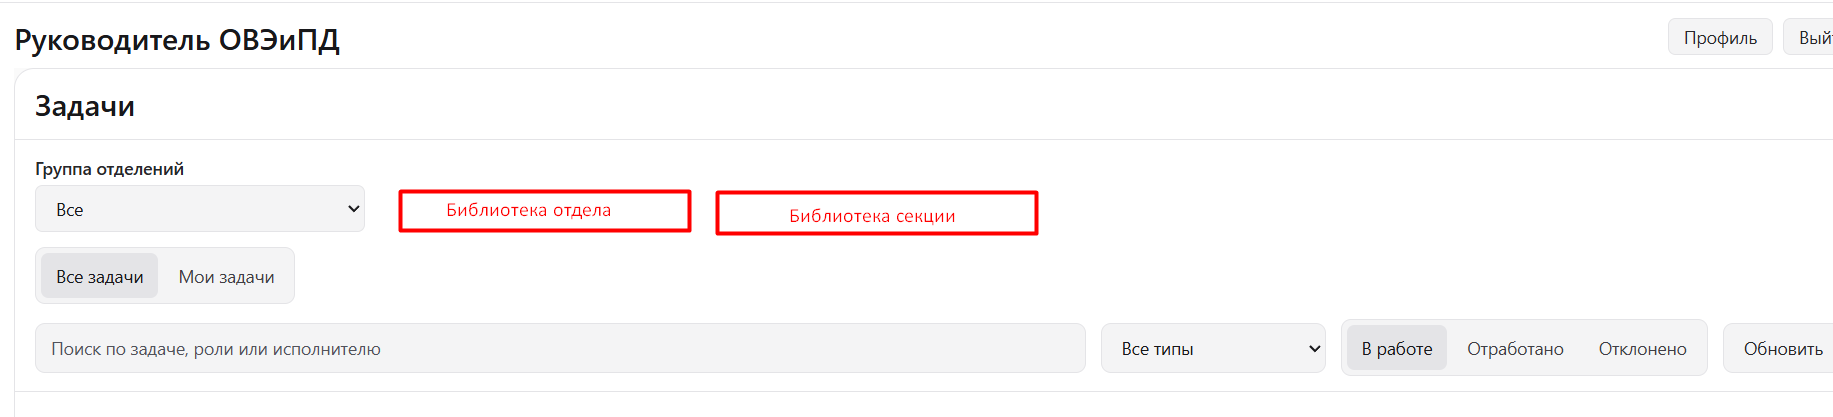 Руководитель ОВЭиПД
Профиль
Вый
Задачи
Группа отделений
Все
Библиотека отдела
Библиотека секции
Все задачи
Мои задачи
Поиск по задаче, роли или исполнителю
Все типы
В работе
Отработано
Отклонено
Обновить